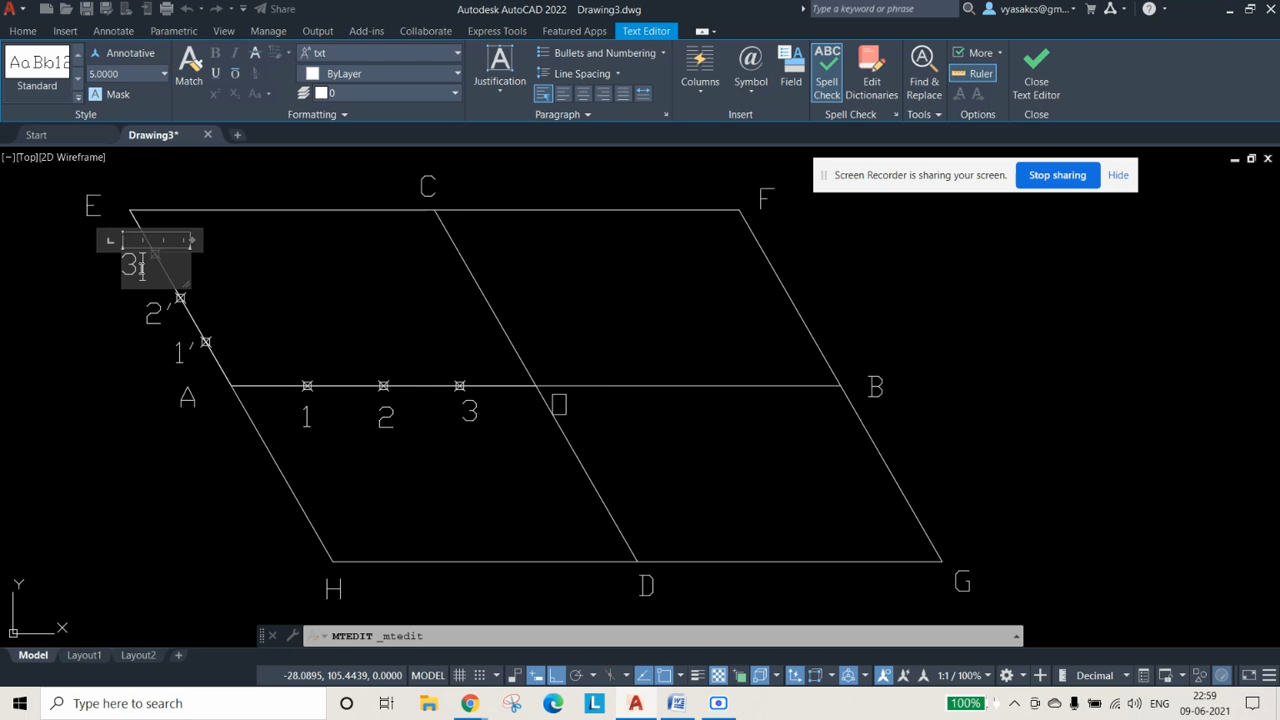 Share
Autodesk AutoCAD 2022 Drawing3.dwg
Type a keyword or phrase
vyasakcs@gm...
Home Insert Annotate Parametric View Manage Output Add-ins Collaborate Express Tools Featured Apps Text Editor
AaBb12
Standard
Annotative
5.0000
Mask
Style
Match
txt
ByLayer
0
Formatting
Justification
Bullets and Numbering
Line Spacing
Paragraph
Columns
Symbol
Field
Insert
ABC
Spell
Check
Edit
Dictionaries
Spell Check
Find &
Replace
Tools
More
Ruler
Options
Close
Text Editor
Close
Start
Drawing3*
[−][Top][2D Wireframe]
Screen Recorder is sharing your screen.
Stop sharing
Hide
E
C
F
3
2'
1'
A
1
2
3
O
B
H
D
G
Y
X
MTEDIT _mtedit
Model Layout1 Layout2
-28.0895, 105.4439, 0.0000
MODEL
1:1 / 100%
Decimal
Type here to search
100%
ENG
22:59
09-06-2021